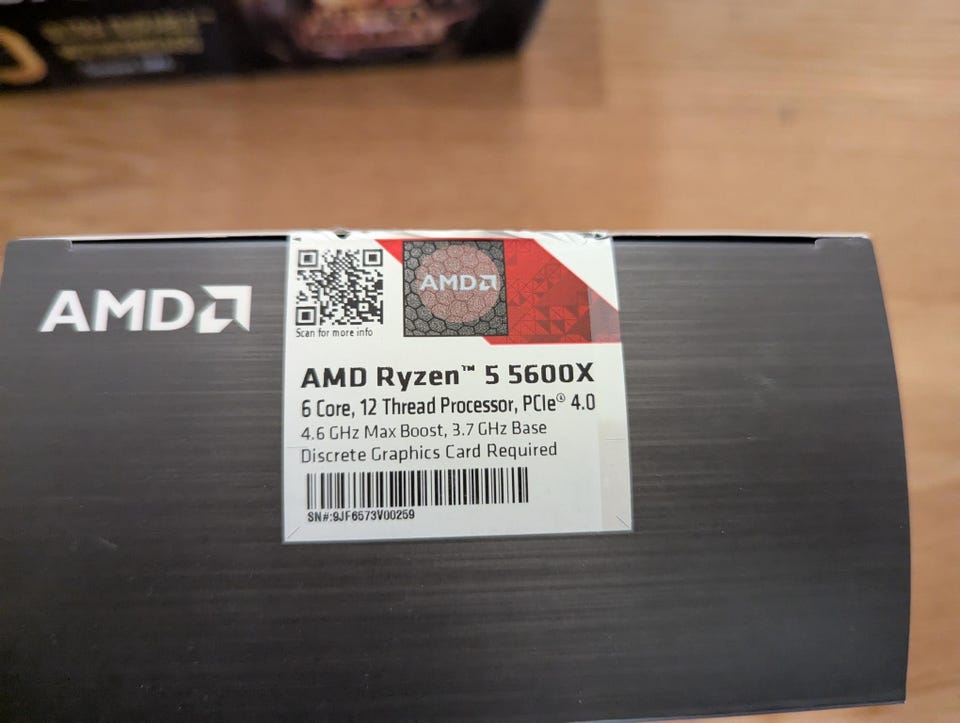 AMD
AMD
Scan for more info
AMD Ryzen™ 5 5600X
6 Core, 12 Thread Processor, PCIe® 4.0
4.6 GHz Max Boost, 3.7 GHz Base
Discrete Graphics Card Required
SN#:9JF6573V00259